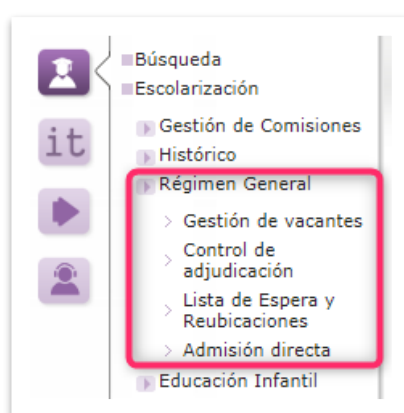 Búsqueda
Escolarización
it
Gestión de Comisiones
Histórico
Régimen General
Gestión de vacantes
Control de
adjudicación
Lista de Espera y
Reubicaciones
Admisión directa
Educación Infantil